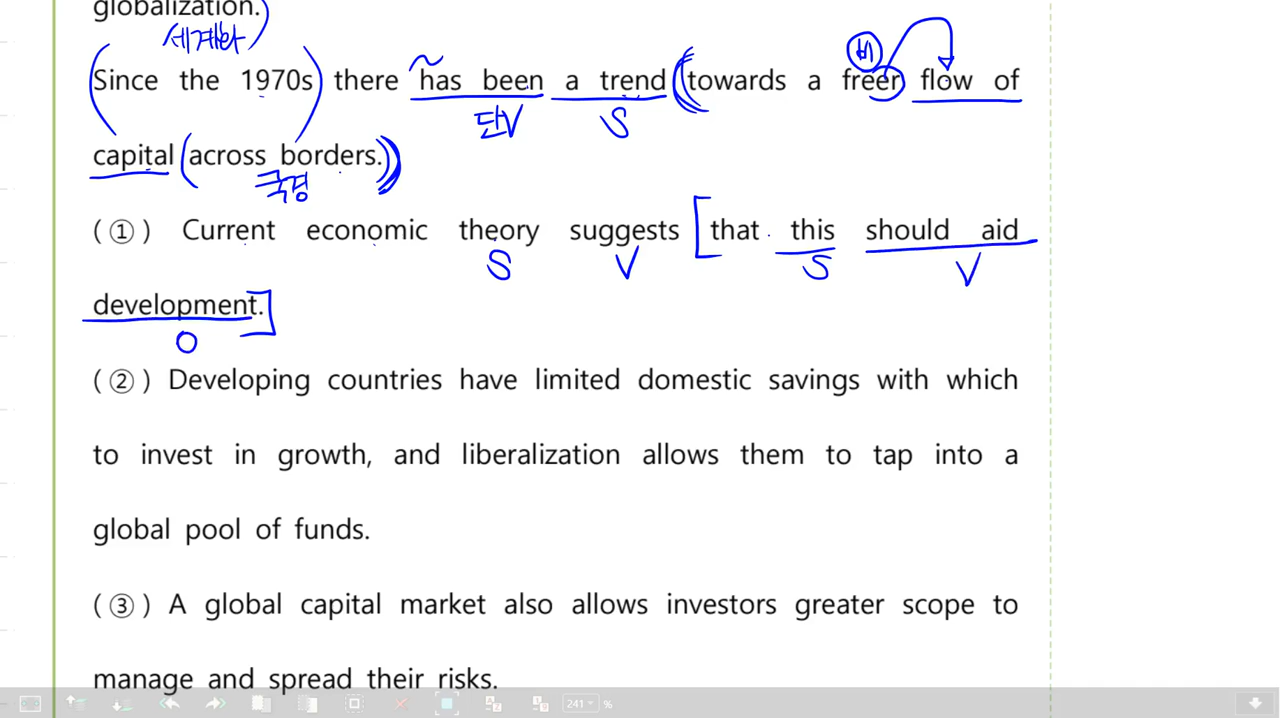 globalization.
세계화
비
Since the 1970s there has been a trend towards a freer flow of
단V S
capital across borders.
국경
(①) Current economic theory suggests [that this should aid
S V S V
development.]
O
(②) Developing countries have limited domestic savings with which
to invest in growth, and liberalization allows them to tap into a
global pool of funds.
(③) A global capital market also allows investors greater scope to
manage and spread their risks.
241 %